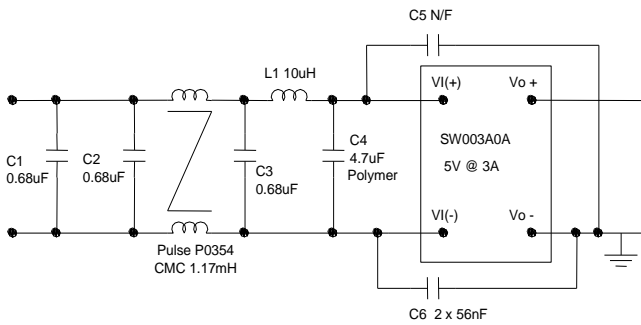 C5 N/F
L1 10uH
VI(+)
Vo +
C1
0.68uF
C2
0.68uF
C3
0.68uF
C4
4.7uF
Polymer
SW003A0A
5V @ 3A
VI(-)
Vo -
Pulse P0354
CMC 1.17mH
C6 2 x 56nF